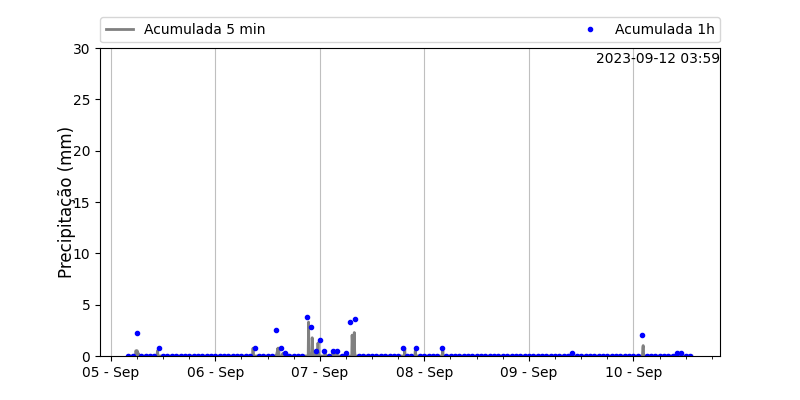 Acumulada 5 min
Acumulada 1h
2023-09-12 03:59
Precipitação (mm)
30
25
20
15
10
5
0
05 - Sep
06 - Sep
07 - Sep
08 - Sep
09 - Sep
10 - Sep